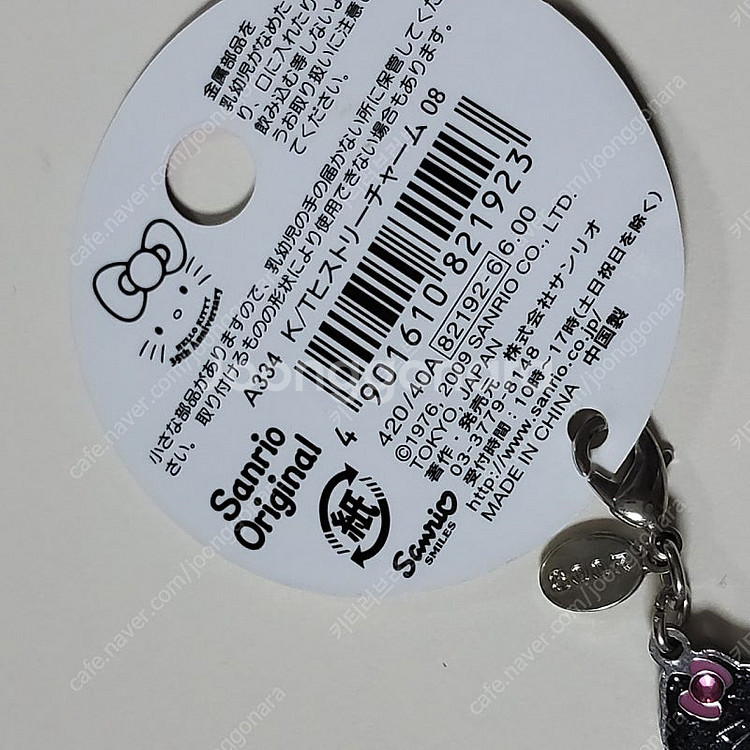 金属部品を
乳幼児がなめた
り、口に入れたり
飲み込む等しないよ
うお取り扱いに注意し
てください。
小さな部品がありますので、乳幼児の手の届かない所に保管してくだ
さい。 取り付けるものの形状により使用できない場合もあります。
A334 K/Tヒストリーチャーム 08
4 901610 821923
420/40A 82192-6 6.00
©1976, 2009 SANRIO CO., LTD.
TOKYO, JAPAN
著作・発売元 株式会社サンリオ
03-3779-8148
受付時間:10時~17時(土日祝日を除く)
http://www.sanrio.co.jp/
MADE IN CHINA 中国製
HELLO KITTY
Anniversary
Sanrio
Original
紙
Sanrio
SMILES
cafe.naver.com/joonggonara
joonggonara